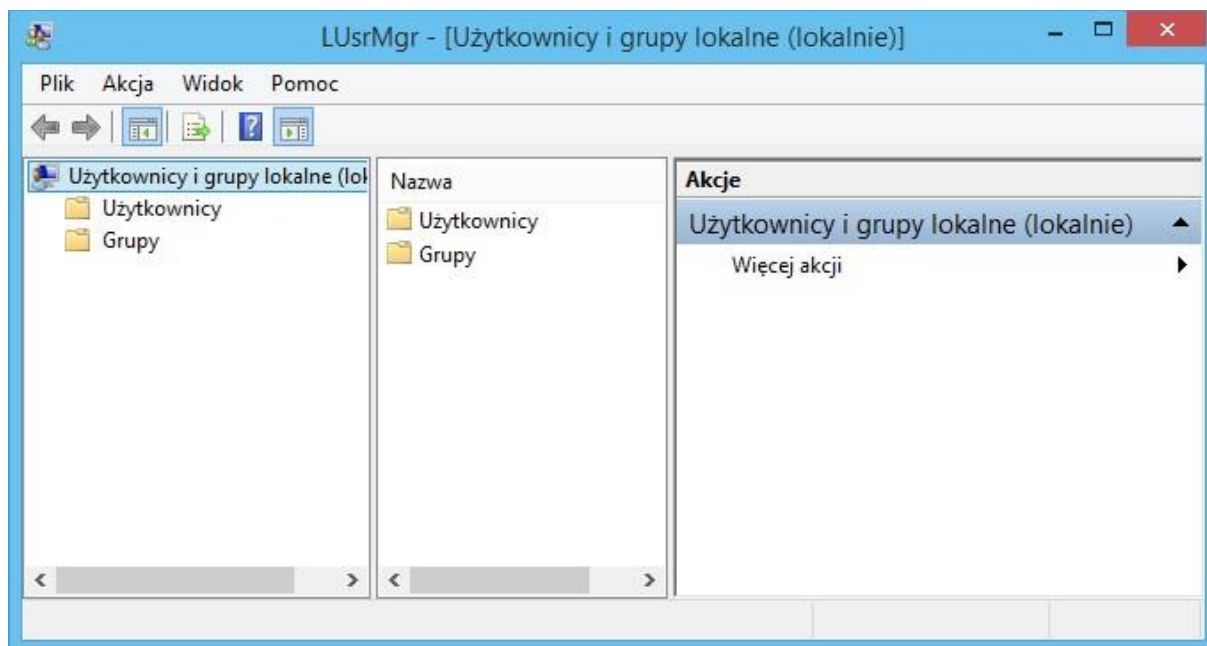 LUsrMgr - [Użytkownicy i grupy lokalne (lokalnie)]
Plik Akcja Widok Pomoc
Użytkownicy i grupy lokalne (lok
Użytkownicy
Grupy
Nazwa
Użytkownicy
Grupy
Akcje
Użytkownicy i grupy lokalne (lokalnie)
Więcej akcji